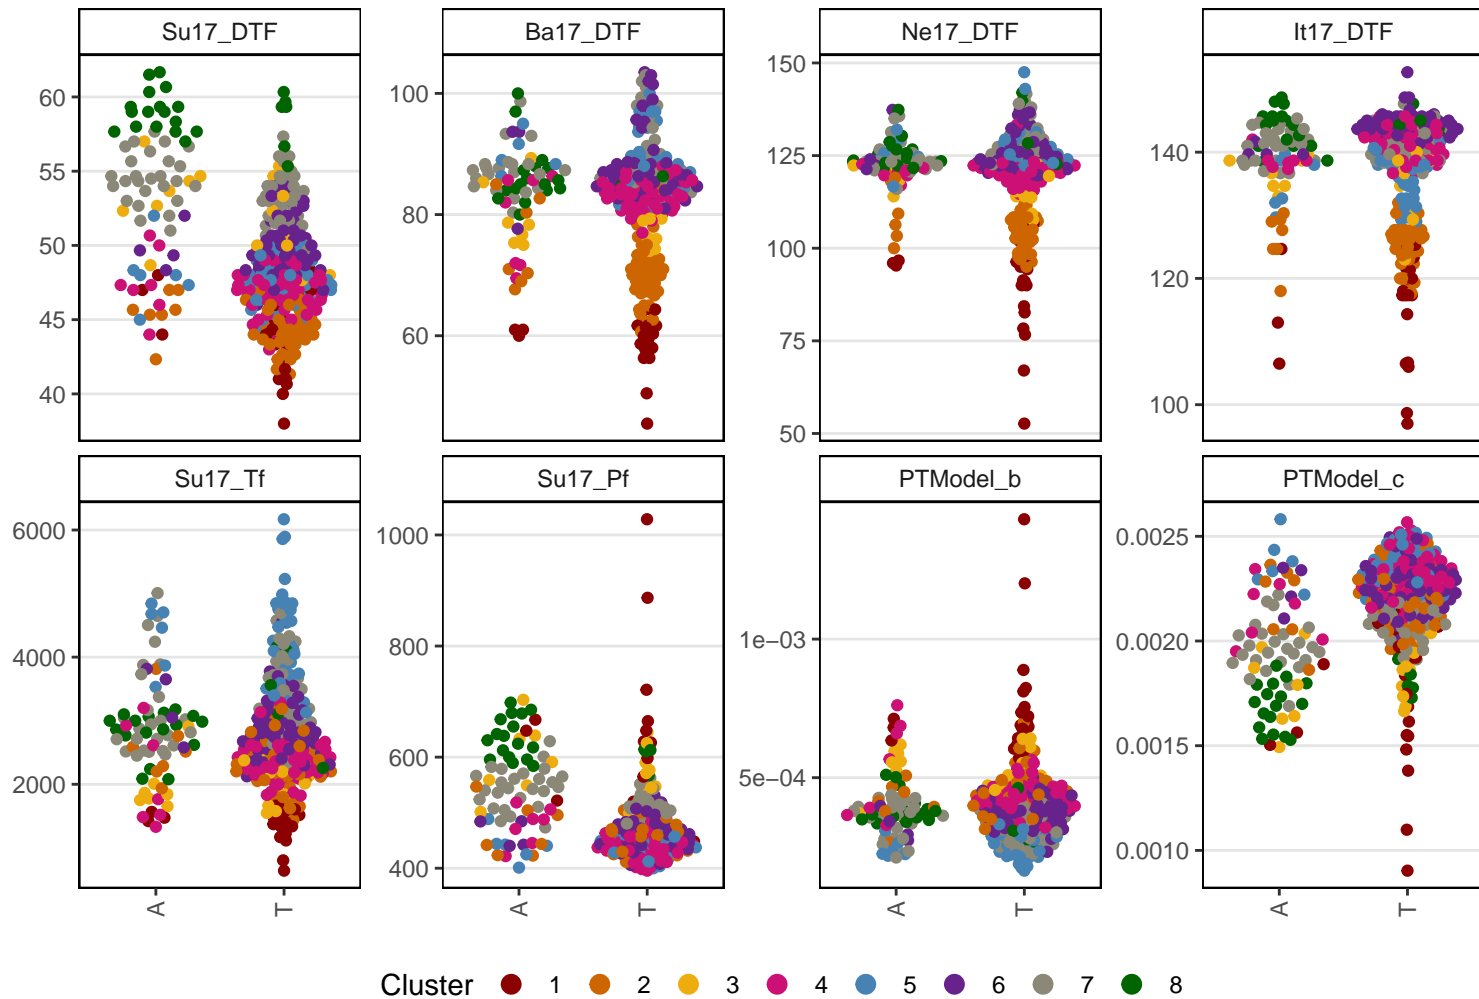 Su17_DTF Ba17_DTF Ne17_DTF It17_DTF
60 55 50 45 40
100 80 60
150 125 100 75 50
140 120 100
Su17_Tf Su17_Pf PTModel_b PTModel_c
6000 4000 2000
1000 800 600 400
1e−03 5e−04
0.0025 0.0020 0.0015 0.0010
A T A T A T A T
Cluster 1 2 3 4 5 6 7 8